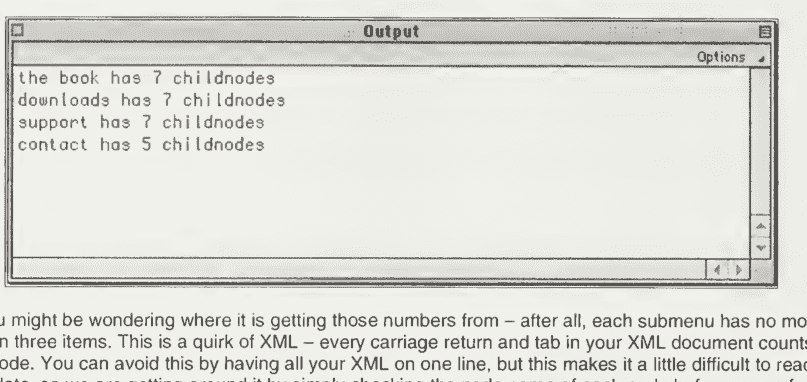 Output
Options
the book has 7 childnodes
downloads has 7 childnodes
support has 7 childnodes
contact has 5 childnodes
u might be wondering where it is getting those numbers from – after all, each submenu has no mo
n three items. This is a quirk of XML – every carriage return and tab in your XML document counts
ode. You can avoid this by having all your XML on one line, but this makes it a little difficult to read
so we are getting around it by simply checking the node name of each node